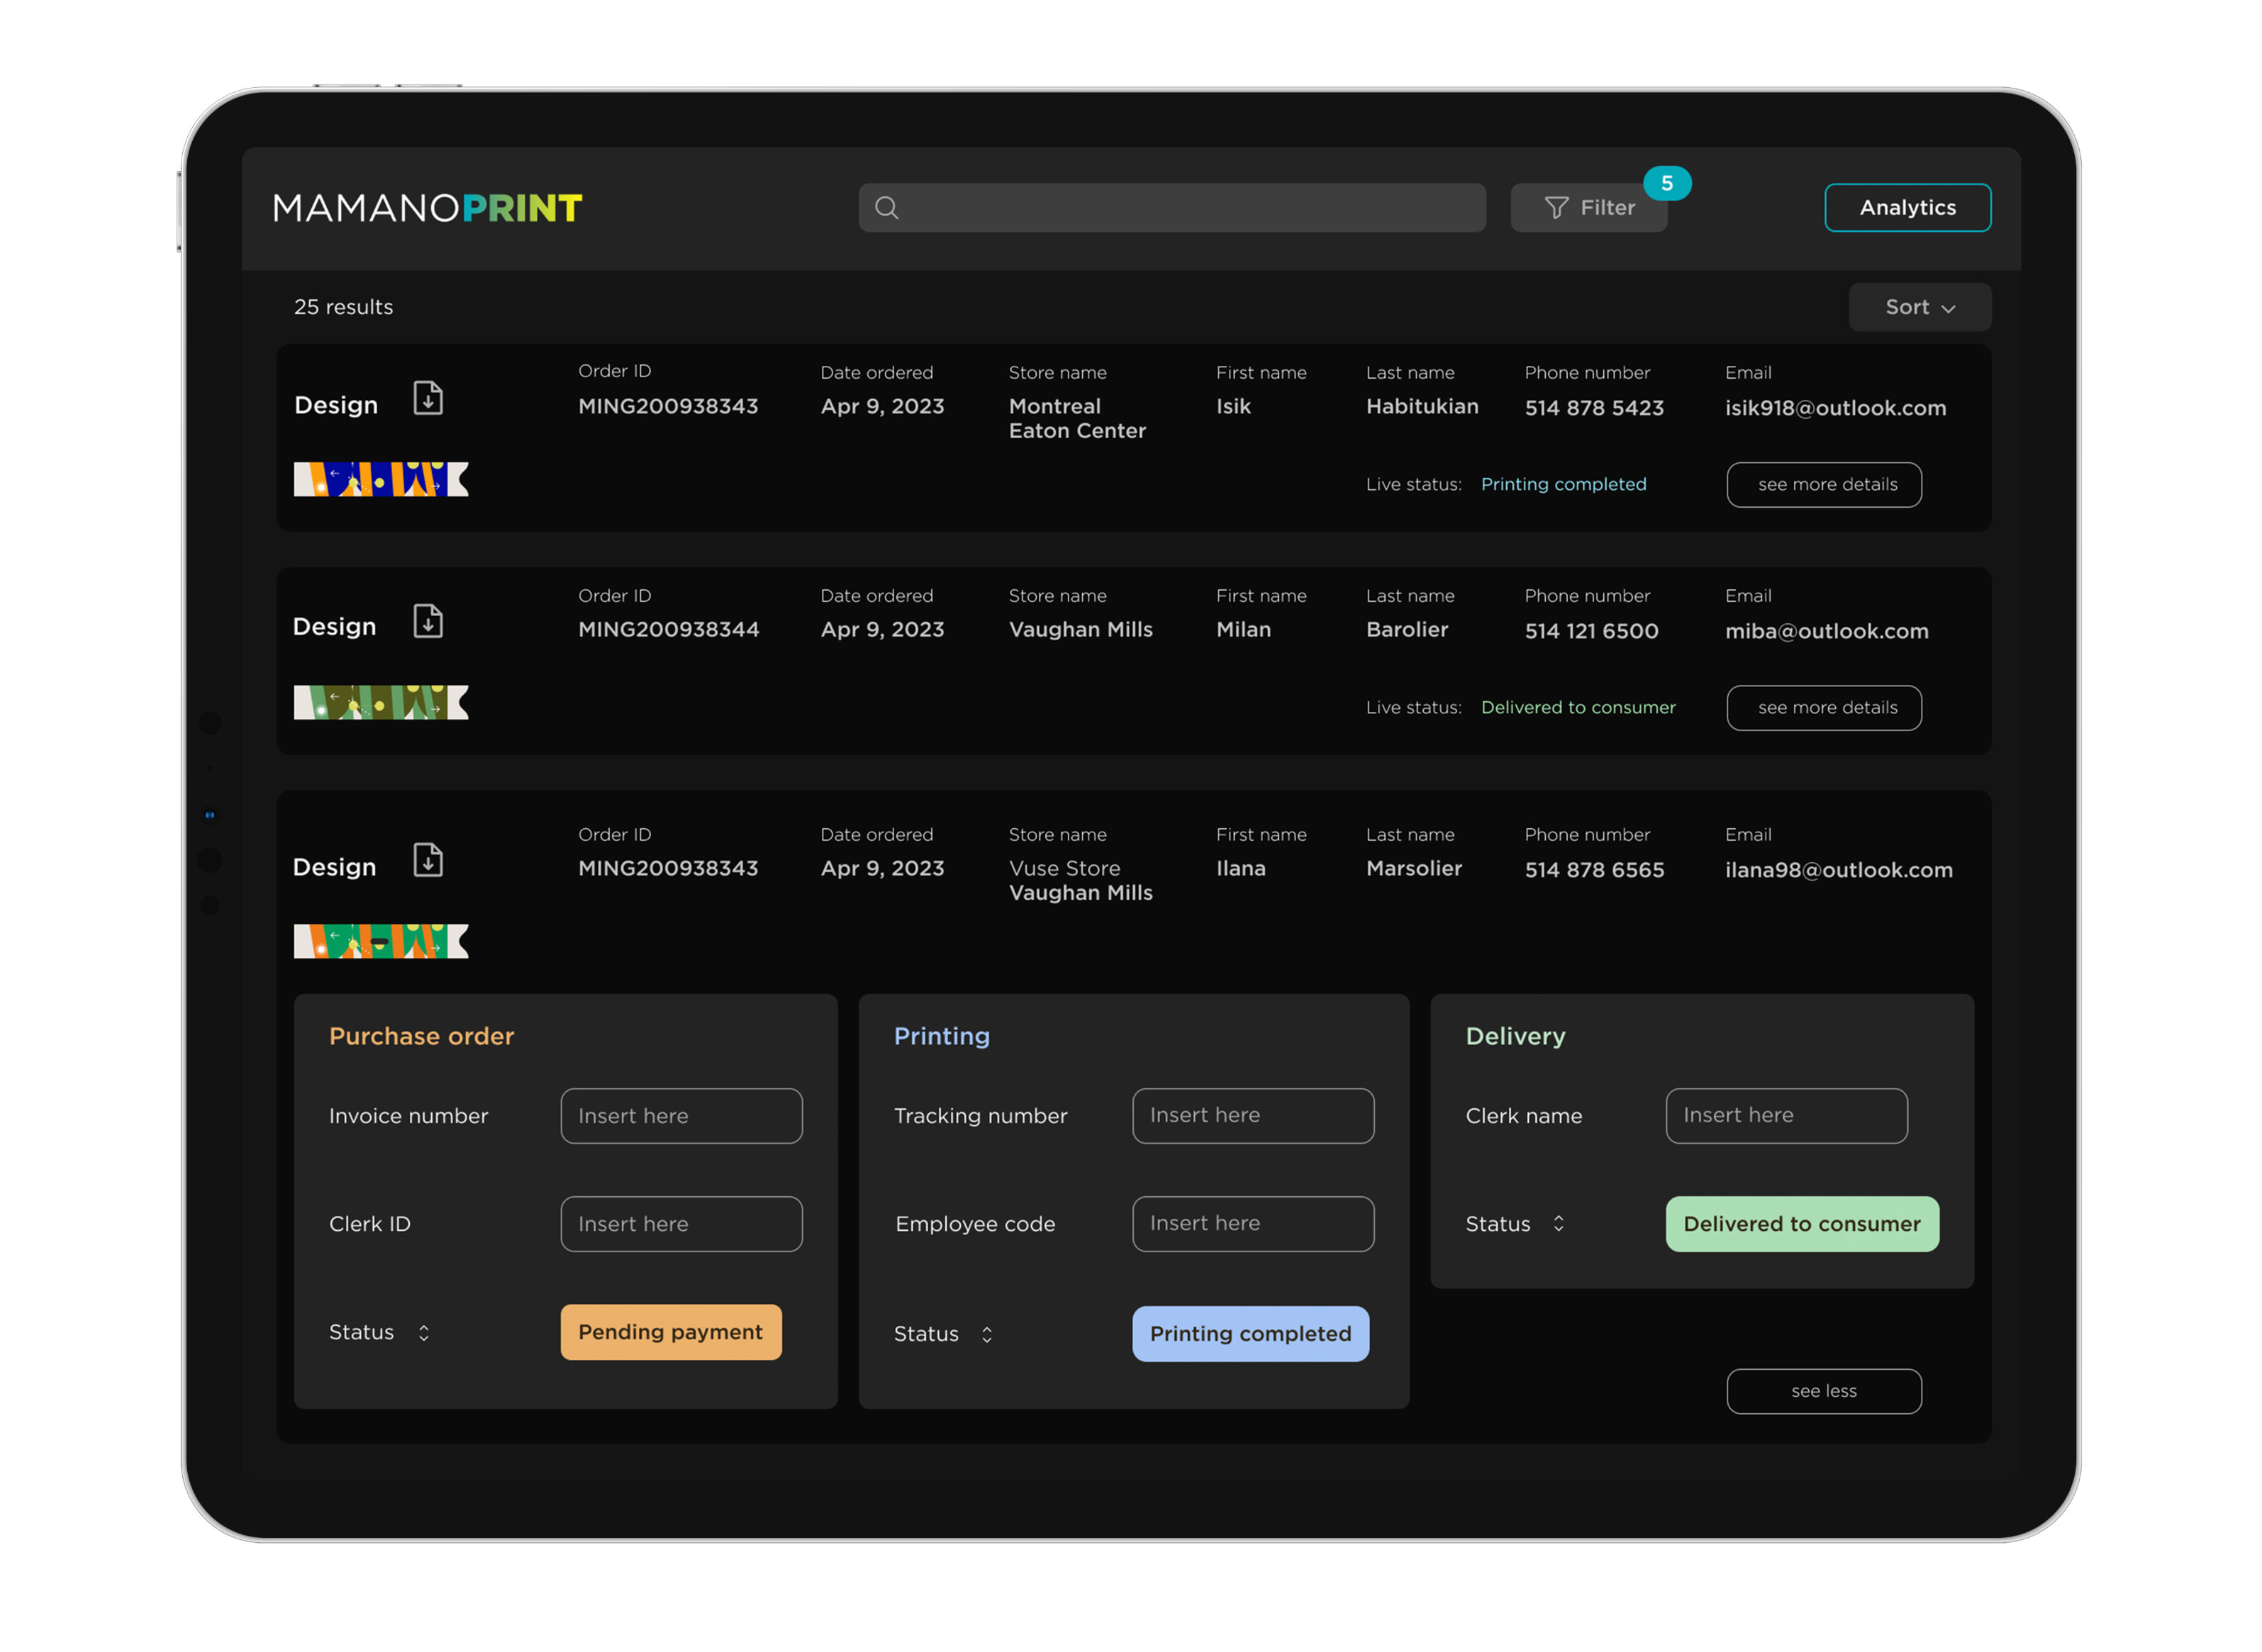 MAMANOPRINT
5
Filter
Analytics
25 results
Sort
Design
Order ID
MING200938343
Date ordered
Apr 9, 2023
Store name
Montreal
Eaton Center
First name
Isik
Last name
Habitukian
Phone number
514 878 5423
Email
isik918@outlook.com
Live status: Printing completed
see more details
Design
Order ID
MING200938344
Date ordered
Apr 9, 2023
Store name
Vaughan Mills
First name
Milan
Last name
Barolier
Phone number
514 121 6500
Email
miba@outlook.com
Live status: Delivered to consumer
see more details
Design
Order ID
MING200938343
Date ordered
Apr 9, 2023
Store name
Vuse Store
Vaughan Mills
First name
Ilana
Last name
Marsolier
Phone number
514 878 6565
Email
ilana98@outlook.com
Purchase order
Invoice number Insert here
Clerk ID Insert here
Status Pending payment
Printing
Tracking number Insert here
Employee code Insert here
Status Printing completed
Delivery
Clerk name Insert here
Status Delivered to consumer
see less